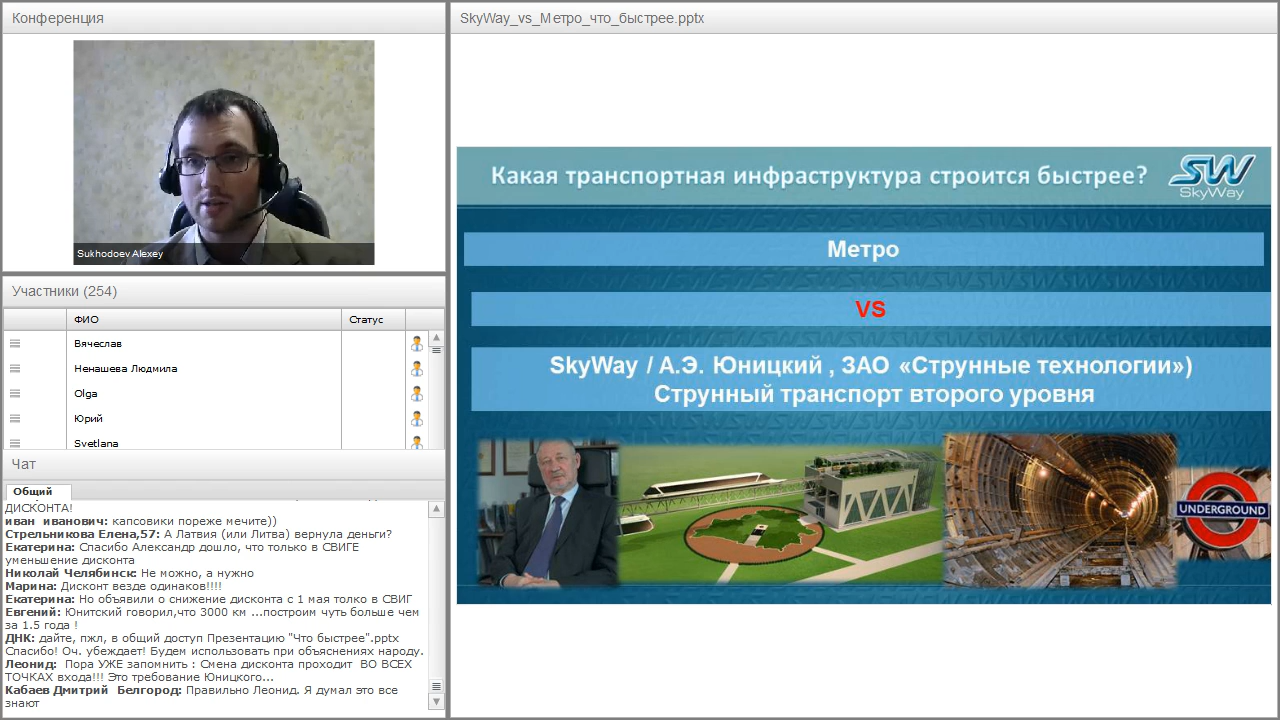 Конференция
Sukhodoev Alexey
Участники (254)
ФИО
Статус
Вячеслав
Ненашева Людмила
Olga
Юрий
Svetlana
Чат
Общий
ДИСКОНТА!
иван иванович: капсовики пореже мечите))
Стрельникова Елена,57: А Латвия (или Литва) вернула деньги?
Екатерина: Спасибо Александр дошло, что только в СВИГЕ
уменьшение дисконта
Николай Челябинск: Не можно, а нужно
Марина: Дисконт везде одинаков!!!!
Екатерина: Но объявили о снижение дисконта с 1 мая только в СВИГ
Евгений: Юнитский говорил,что 3000 км ...построим чуть больше чем
за 1.5 года !
ДНК: дайте, пжл, в общий доступ Презентацию "Что быстрее".pptx
Спасибо! Оч. убеждает! Будем использовать при объяснениях народу.
Леонид: Пора УЖЕ запомнить : Смена дисконта проходит ВО ВСЕХ
ТОЧКАХ входа!!! Это требование Юницкого...
Кабаев Дмитрий Белгород: Правильно Леонид. Я думал это все
знают
SkyWay_vs_Метро_что_быстрее.pptx
Какая транспортная инфраструктура строится быстрее?
SW
SkyWay
Метро
VS
SkyWay / А.Э. Юницкий , ЗАО «Струнные технологии»)
Струнный транспорт второго уровня
UNDERGROUND